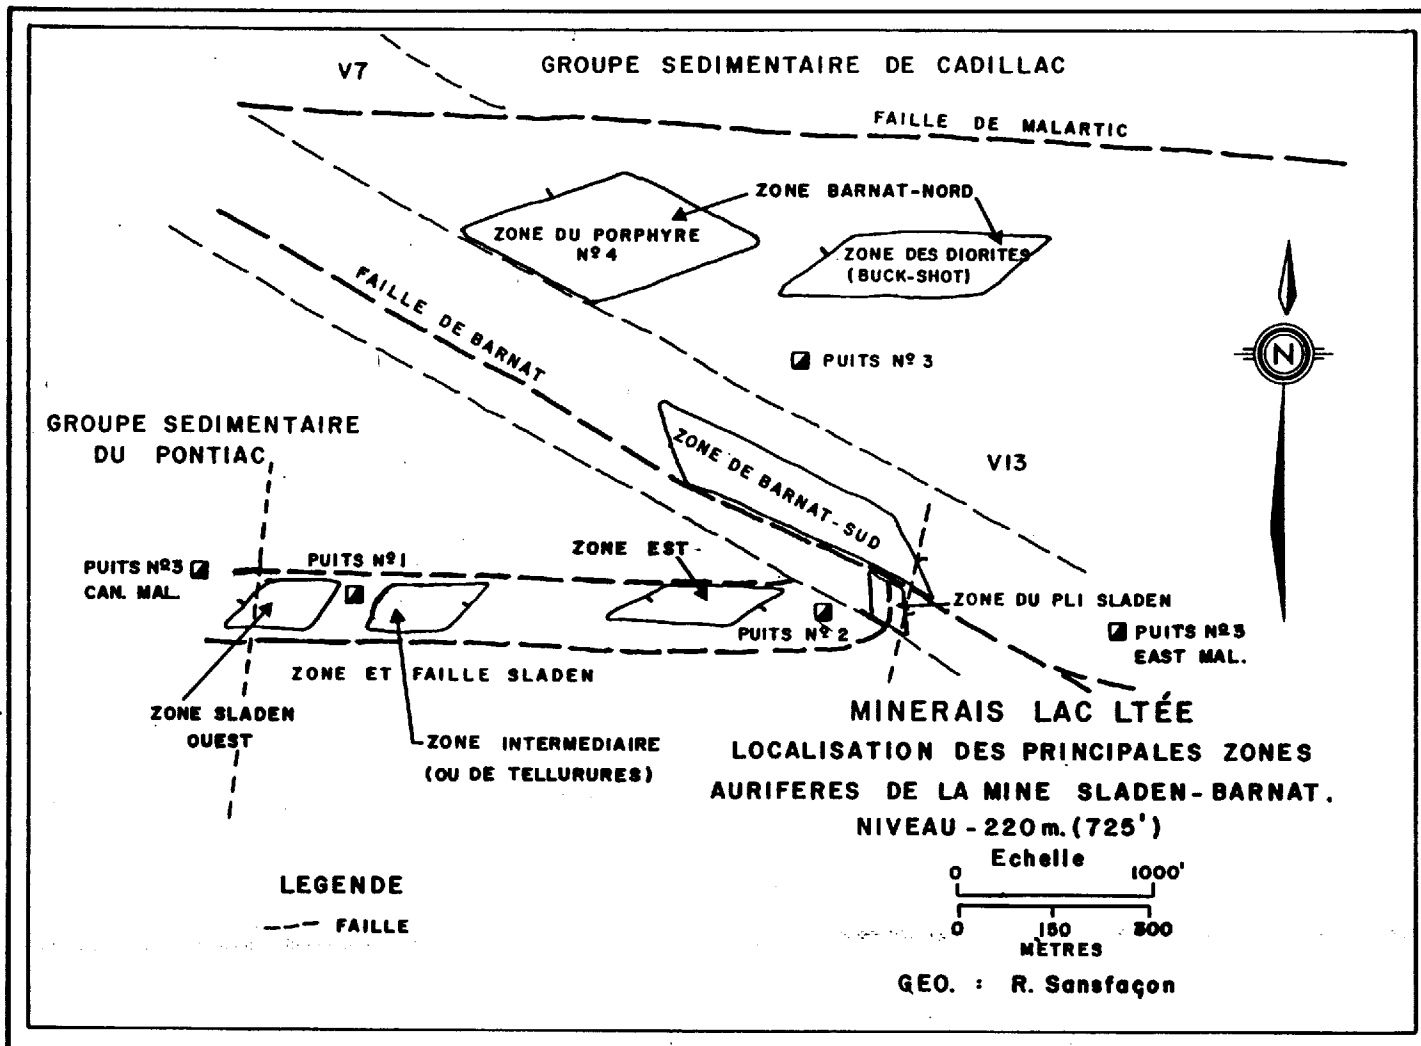 V7
GROUPE SEDIMENTAIRE DE CADILLAC
FAILLE DE MALARTIC
ZONE BARNAT-NORD
ZONE DU PORPHYRE
Nº 4
ZONE DES DIORITES
(BUCK-SHOT)
FAILLE DE BARNAT
N
PUITS Nº 3
GROUPE SEDIMENTAIRE
DU PONTIAC
ZONE DE BARNAT-SUD
V13
ZONE EST
PUITS Nº3
CAN. MAL.
PUITS Nº1
PUITS Nº 2
ZONE DU PLI SLADEN
PUITS Nº3
EAST MAL.
ZONE ET FAILLE SLADEN
ZONE SLADEN
OUEST
ZONE INTERMEDIAIRE
(OU DE TELLURURES)
MINERAIS LAC LTÉE
LOCALISATION DES PRINCIPALES ZONES
AURIFERES DE LA MINE SLADEN-BARNAT.
NIVEAU - 220 m. (725')
Echelle
0 1000'
0 150 300
METRES
LEGENDE
FAILLE
GEO. : R. Sansfaçon